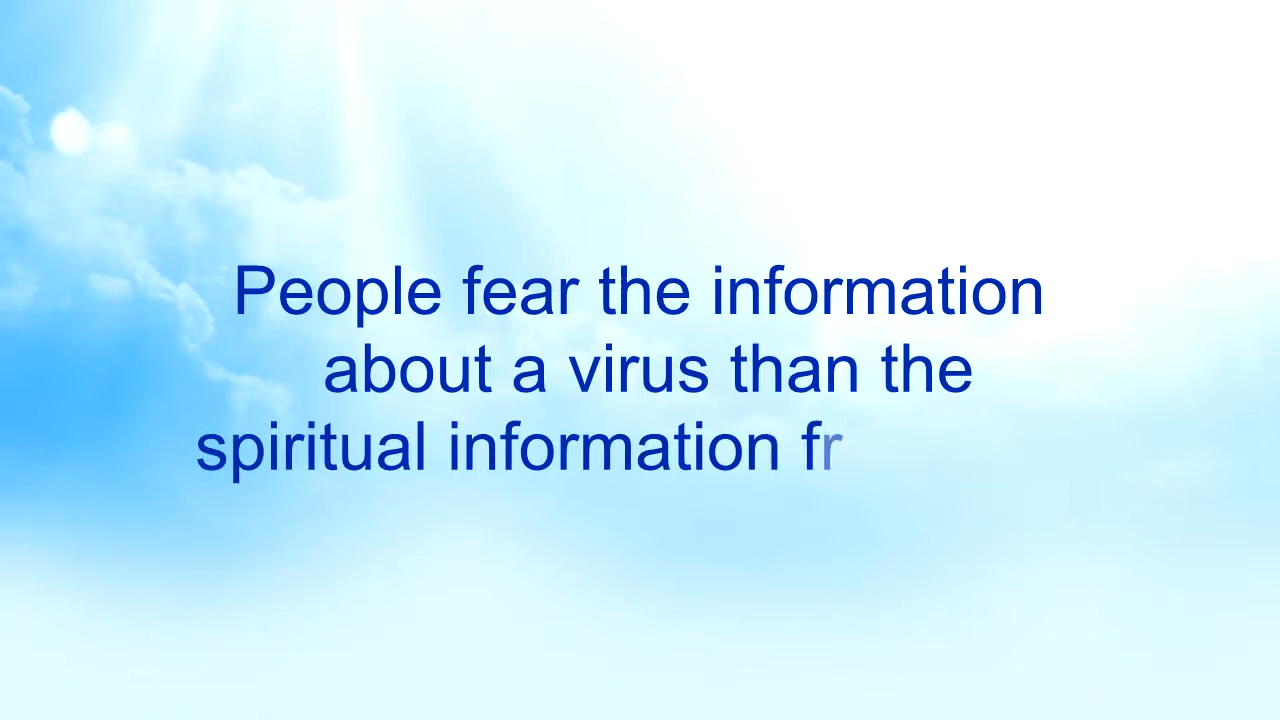 People fear the information
about a virus than the
spiritual information fr